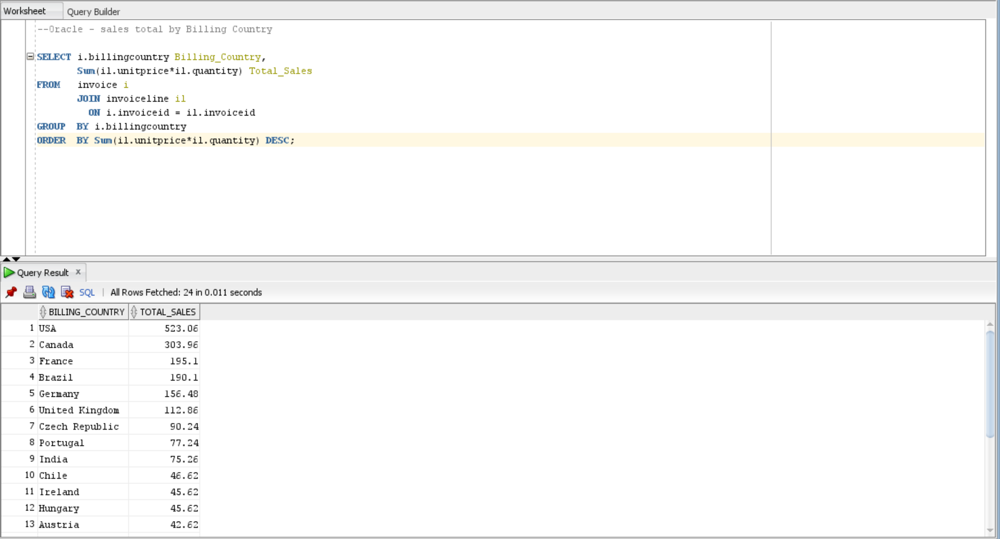 Worksheet Query Builder
--Oracle - sales total by Billing Country
SELECT i.billingcountry Billing_Country,
Sum(il.unitprice*il.quantity) Total_Sales
FROM invoice i
JOIN invoiceline il
ON i.invoiceid = il.invoiceid
GROUP BY i.billingcountry
ORDER BY Sum(il.unitprice*il.quantity) DESC;
Query Result x
SQL | All Rows Fetched: 24 in 0.011 seconds
BILLING_COUNTRY TOTAL_SALES
1 USA 523.06
2 Canada 303.96
3 France 195.1
4 Brazil 190.1
5 Germany 156.48
6 United Kingdom 112.86
7 Czech Republic 90.24
8 Portugal 77.24
9 India 75.26
10 Chile 46.62
11 Ireland 45.62
12 Hungary 45.62
13 Austria 42.62